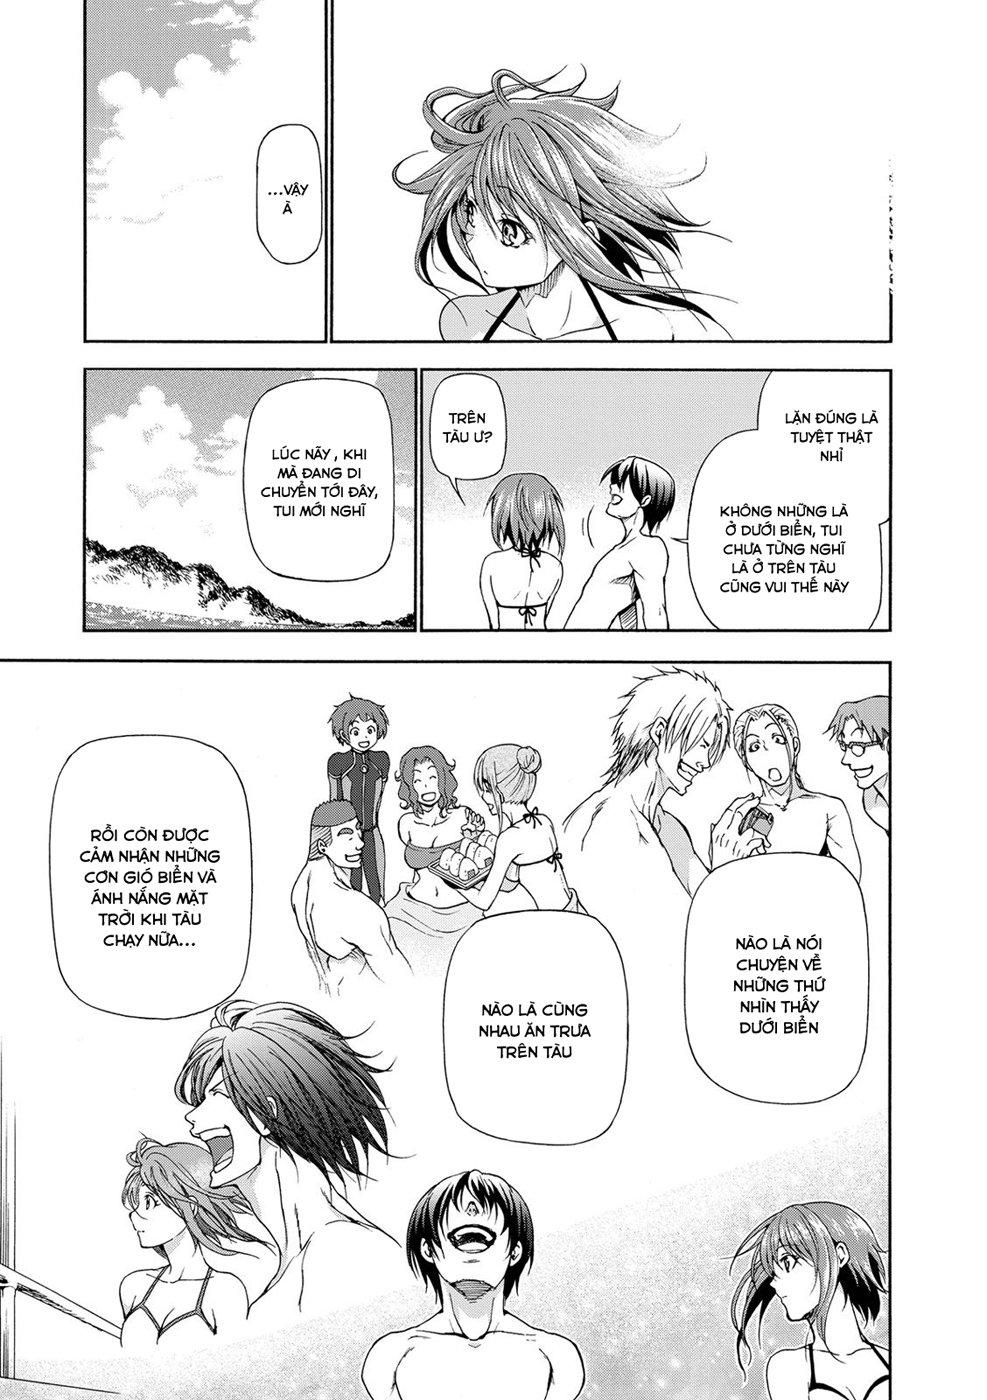 ...VẬY
À
LẶN ĐÚNG LÀ
TUYỆT THẬT
NHỈ
KHÔNG NHỮNG LÀ
Ở DƯỚI BIỂN, TUI
CHƯA TỪNG NGHĨ
LÀ Ở TRÊN TÀU
CŨNG VUI THẾ NÀY
TRÊN
TÀU Ư?
LÚC NÃY , KHI
MÀ ĐANG DI
CHUYỂN TỚI ĐÂY,
TUI MỚI NGHĨ
NÀO LÀ NÓI
CHUYỆN VỀ
NHỮNG THỨ
NHÌN THẤY
DƯỚI BIỂN
NÀO LÀ CÙNG
NHAU ĂN TRƯA
TRÊN TÀU
RỒI CÒN ĐƯỢC
CẢM NHẬN NHỮNG
CƠN GIÓ BIỂN VÀ
ÁNH NẮNG MẶT
TRỜI KHI TÀU
CHẠY NỮA...